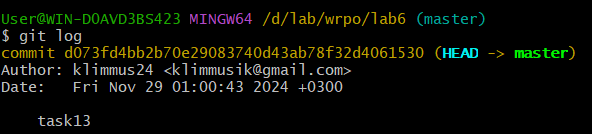 User@WIN-DOAVD3BS423 MINGW64 /d/lab/wrpo/lab6 (master)
$ git log
commit d073fd4bb2b70e29083740d43ab78f32d4061530 (HEAD -> master)
Author: klimmus24 <klimmusik@gmail.com>
Date:   Fri Nov 29 01:00:43 2024 +0300
    task13